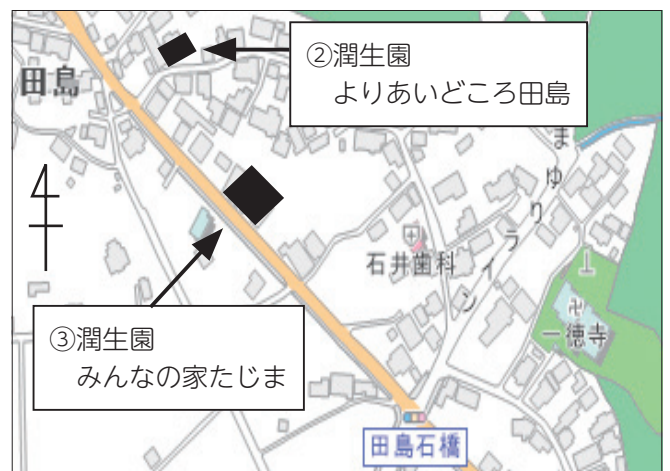 ②潤生園
よりあいどころ田島
田島
まゆりライン
石井歯科
一徳寺
③潤生園
みんなの家たじま
田島石橋